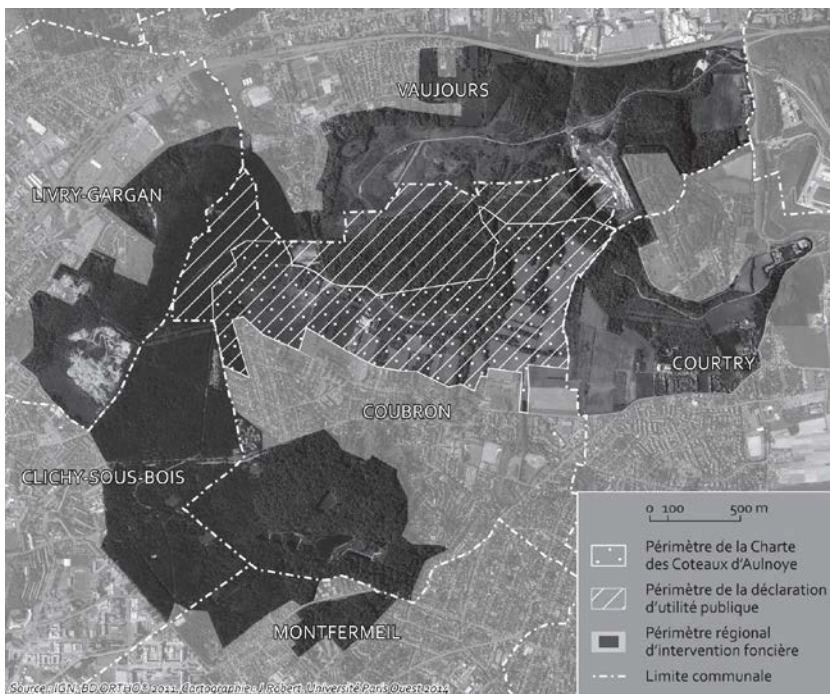 VAUJOURS
LIVRY-GARGAN
COURTRY
COUBRON
CLICHY-SOUS-BOIS
MONTFERMEIL
0 100 500 m
Périmètre de la Charte
des Coteaux d'Aulnoye
Périmètre de la déclaration
d'utilité publique
Périmètre régional
d'intervention foncière
Limite communale
Source : IGN, BD ORTHO® 2011. Cartographie : J. Robert, Université Paris Ouest 2014